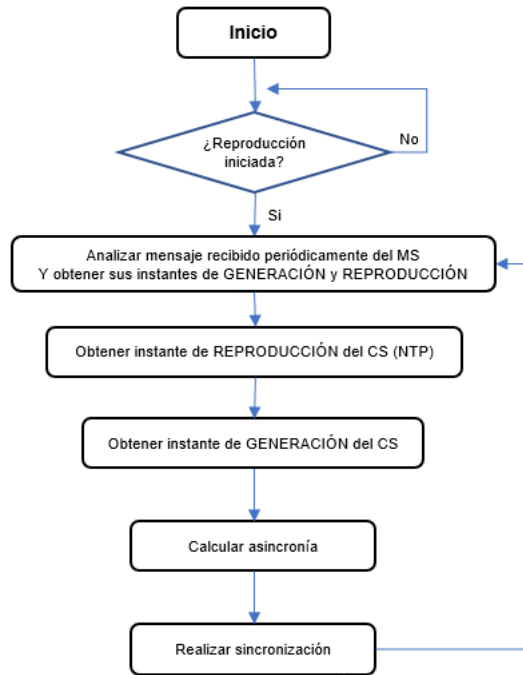 Inicio
¿Reproducción
iniciada?
No
Si
Analizar mensaje recibido periódicamente del MS
Y obtener sus instantes de GENERACIÓN y REPRODUCCIÓN
Obtener instante de REPRODUCCIÓN del CS (NTP)
Obtener instante de GENERACIÓN del CS
Calcular asincronía
Realizar sincronización